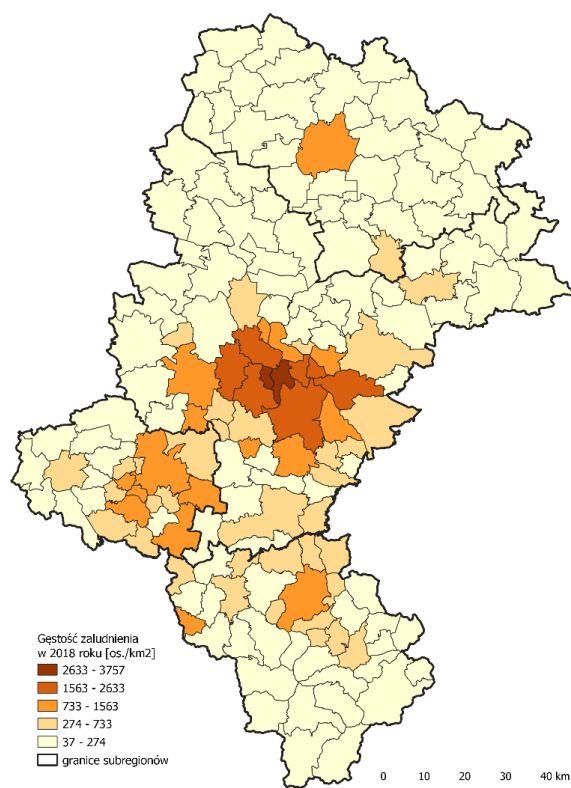 Gęstość zaludnienia
w 2018 roku [os./km2]
2633 - 3757
1563 - 2633
733 - 1563
274 - 733
37 - 274
granice subregionów
0 10 20 30 40 km